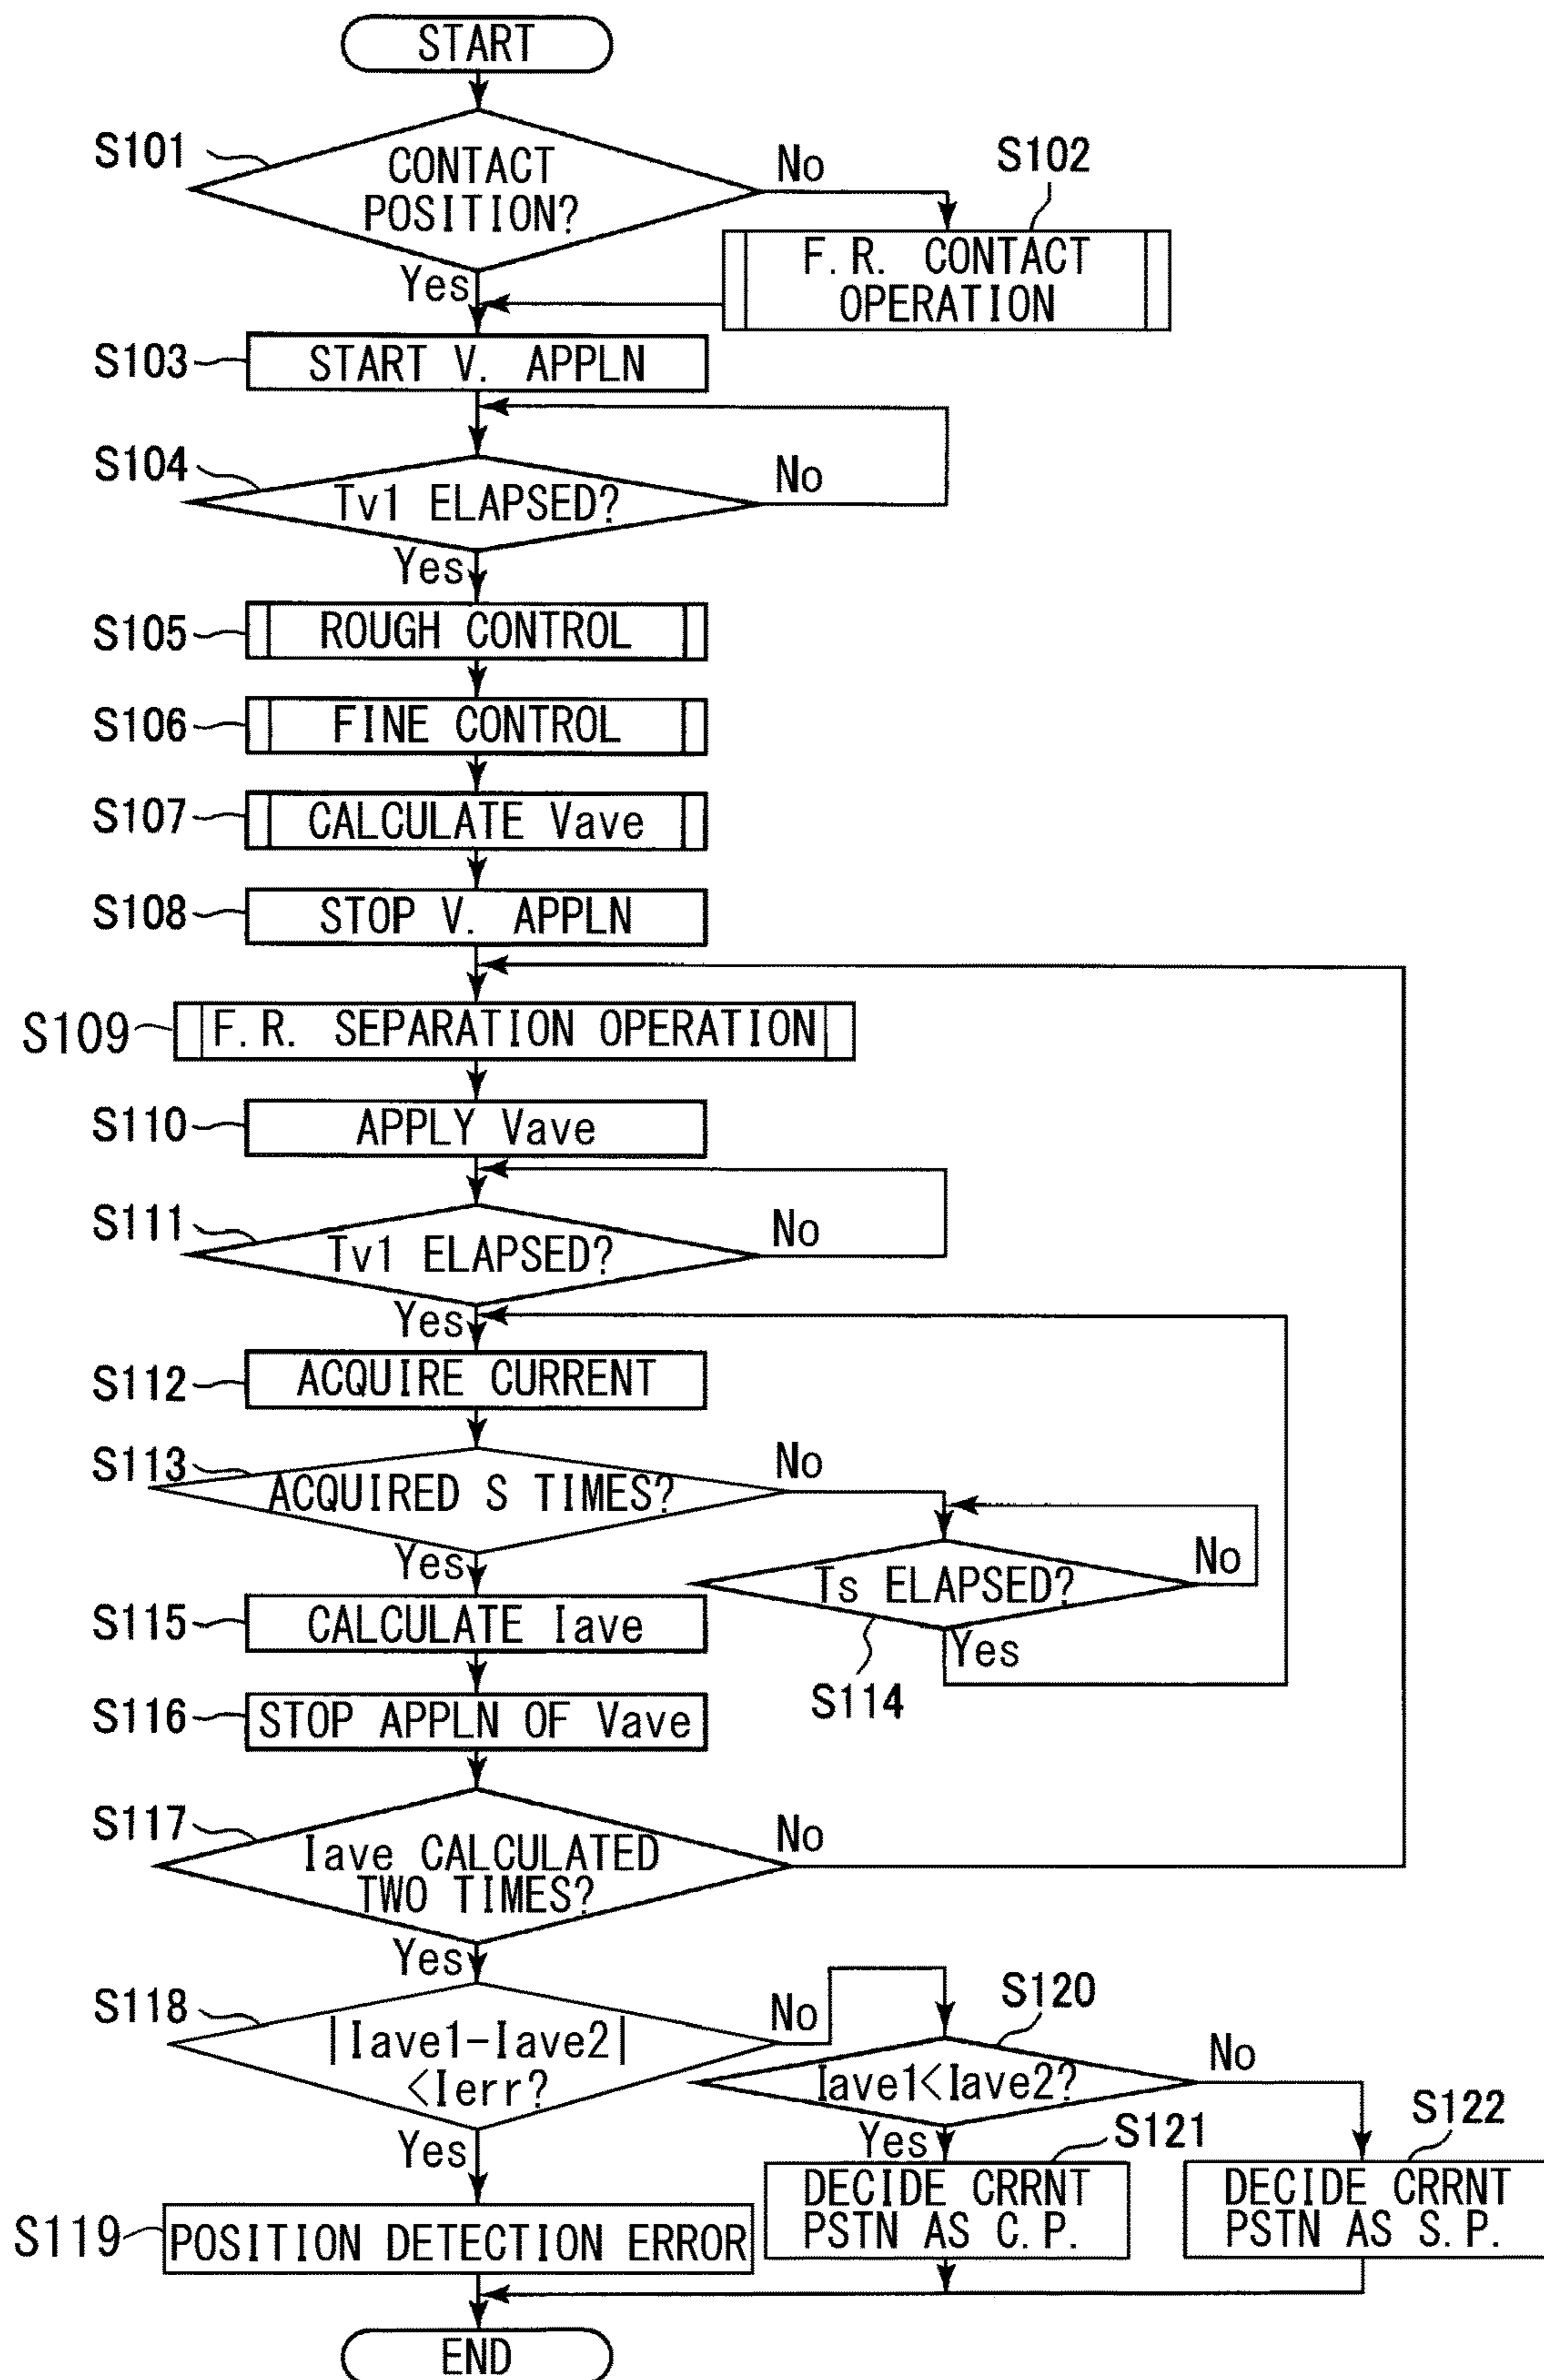 START
S101
CONTACT
POSITION?
No
S102
F.R. CONTACT
OPERATION
Yes
S103
START V. APPLN
S104
Tv1 ELAPSED?
No
Yes
S105
ROUGH CONTROL
S106
FINE CONTROL
S107
CALCULATE Vave
S108
STOP V. APPLN
S109
F.R. SEPARATION OPERATION
S110
APPLY Vave
S111
Tv1 ELAPSED?
No
Yes
S112
ACQUIRE CURRENT
S113
ACQUIRED S TIMES?
No
Yes
Ts ELAPSED?
No
Yes
S114
S115
CALCULATE Iave
S116
STOP APPLN OF Vave
S117
Iave CALCULATED
TWO TIMES?
No
Yes
S118
|Iave1-Iave2|
<Ierr?
No
Yes
S120
Iave1<Iave2?
No
Yes
S121
DECIDE CRRNT
PSTN AS C.P.
S122
DECIDE CRRNT
PSTN AS S.P.
S119
POSITION DETECTION ERROR
END